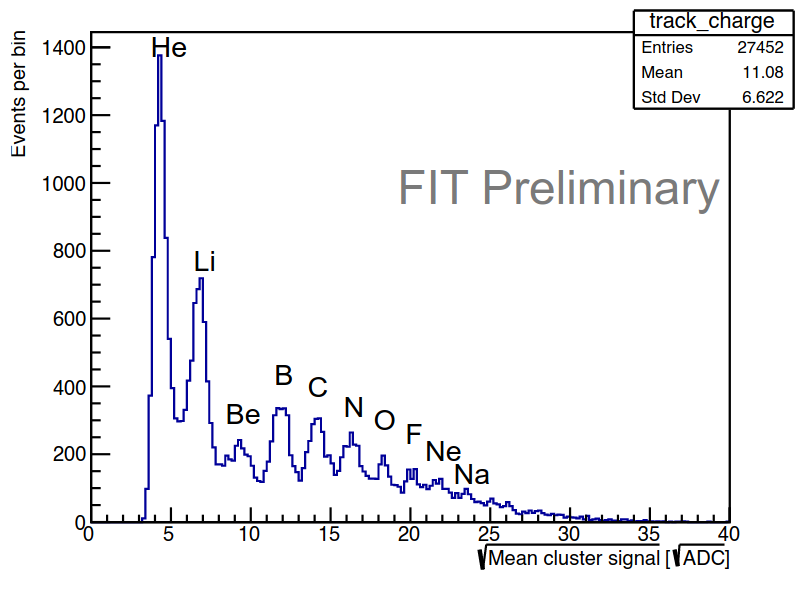 track_charge
Entries 27452
Mean 11.08
Std Dev 6.622
Events per bin
1400
1200
1000
800
600
400
200
0
He
Li
Be
B
C
N
O
F
Ne
Na
FIT Preliminary
0 5 10 15 20 25 30 35 40
√Mean cluster signal [√ADC]